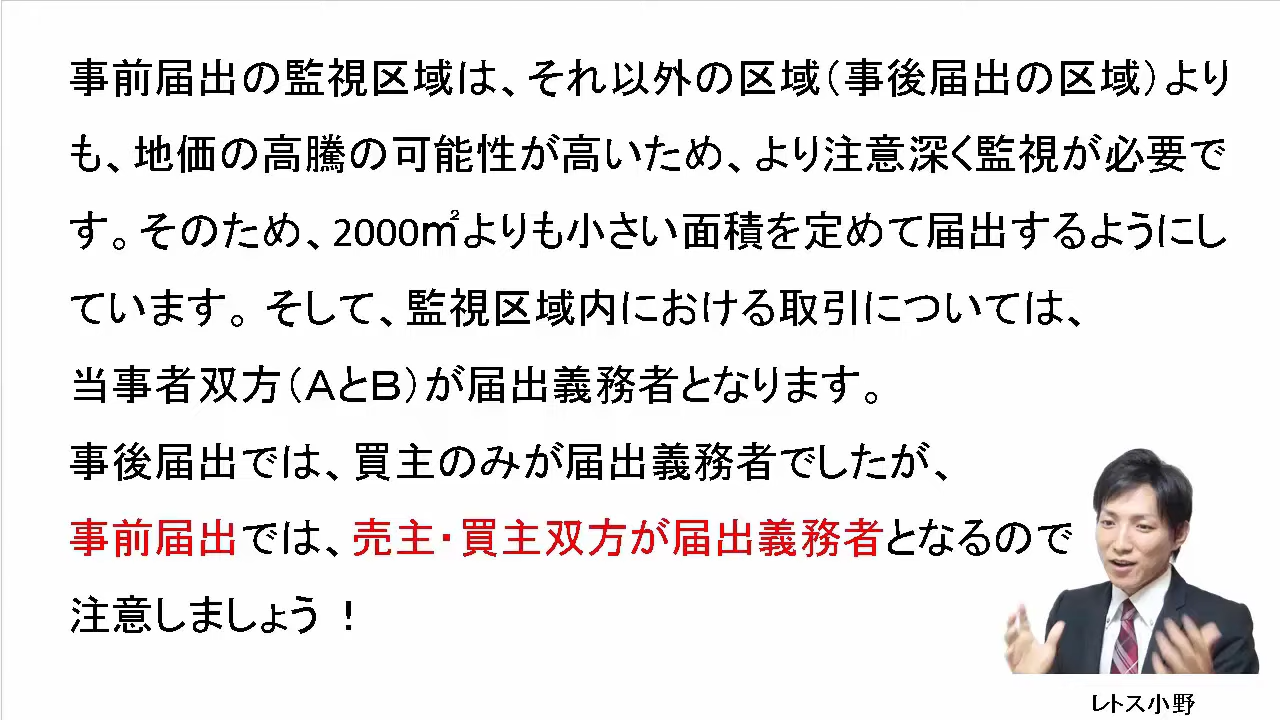 事前届出の監視区域は、それ以外の区域（事後届出の区域）より
も、地価の高騰の可能性が高いため、より注意深く監視が必要で
す。そのため、2000㎡よりも小さい面積を定めて届出するようにし
ています。そして、監視区域内における取引については、
当事者双方（ＡとＢ）が届出義務者となります。
事後届出では、買主のみが届出義務者でしたが、
事前届出では、売主・買主双方が届出義務者となるので
注意しましょう！
レトス小野